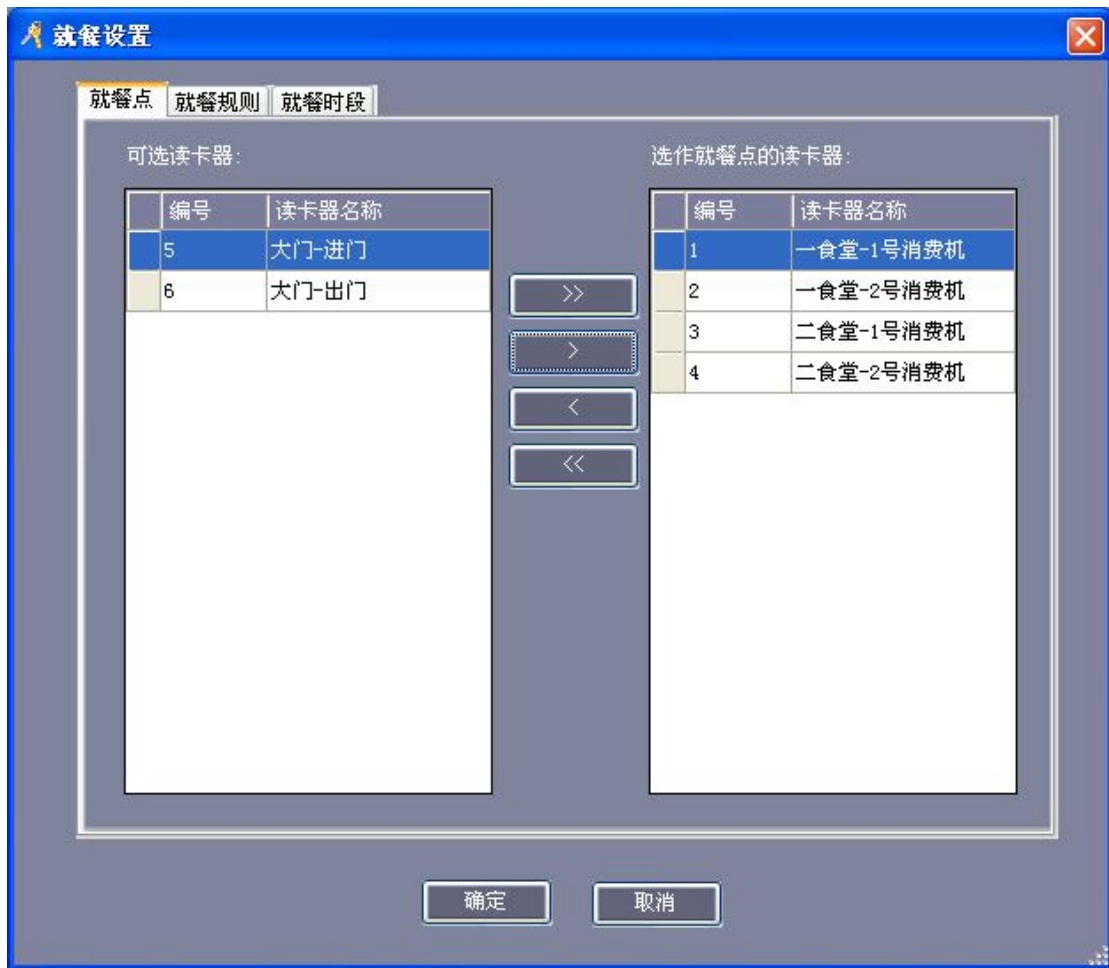 就餐设置
就餐点 就餐规则 就餐时段
可选读卡器:
编号 读卡器名称
5 大门-进门
6 大门-出门
>>
>
<
<<
选作就餐点的读卡器:
编号 读卡器名称
1 一食堂-1号消费机
2 一食堂-2号消费机
3 二食堂-1号消费机
4 二食堂-2号消费机
确定 取消